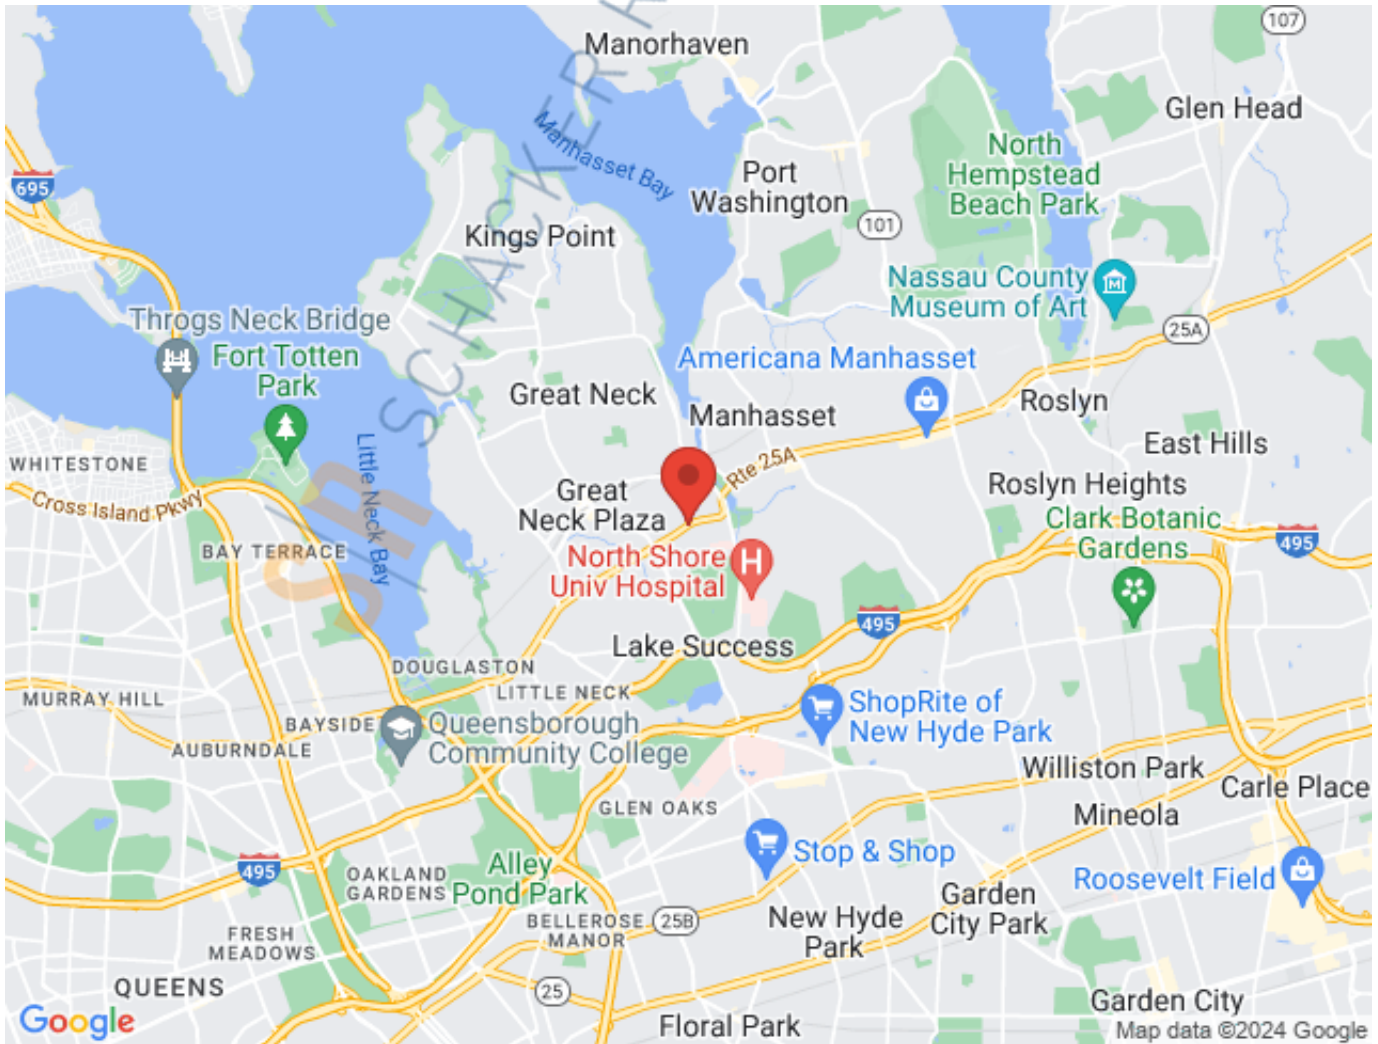 Manorhaven
107
Glen Head
Manhasset Bay
North
Hempstead
Beach Park
695
Port
Washington
101
Kings Point
Nassau County
Museum of Art
Throgs Neck Bridge
25A
Fort Totten
Park
Americana Manhasset
Great Neck
Roslyn
Manhasset
SCHACKER R
East Hills
Little Neck Bay
WHITESTONE
Rte 25A
Roslyn Heights
Great
Neck Plaza
Cross Island Pkwy
SIR
Clark Botanic
Gardens
495
BAY TERRACE
North Shore
Univ Hospital
H
495
Lake Success
DOUGLASTON
LITTLE NECK
MURRAY HILL
ShopRite of
New Hyde Park
BAYSIDE
Queensborough
Community College
AUBURNDALE
Williston Park
Carle Place
GLEN OAKS
Mineola
Stop & Shop
495
Alley
Pond Park
OAKLAND
GARDENS
Roosevelt Field
Garden
City Park
BELLEROSE
MANOR
25B
New Hyde
Park
FRESH
MEADOWS
QUEENS
25
Garden City
Google
Floral Park
Map data ©2024 Google